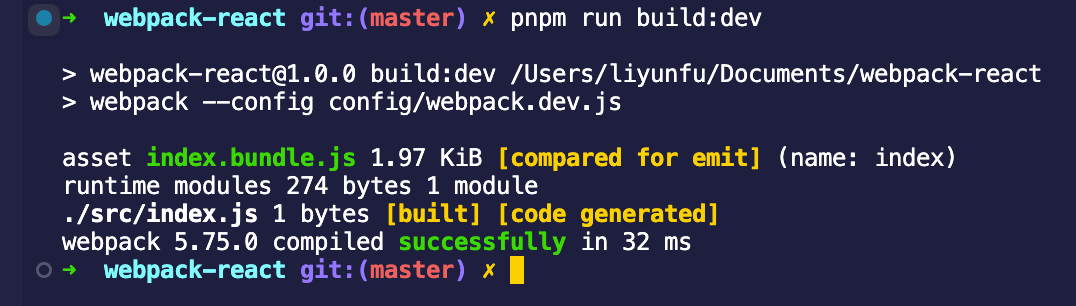 ➜ webpack-react git:(master) ✗ pnpm run build:dev
> webpack-react@1.0.0 build:dev /Users/liyunfu/Documents/webpack-react
> webpack --config config/webpack.dev.js
asset index.bundle.js 1.97 KiB [compared for emit] (name: index)
runtime modules 274 bytes 1 module
./src/index.js 1 bytes [built] [code generated]
webpack 5.75.0 compiled successfully in 32 ms
➜ webpack-react git:(master) ✗